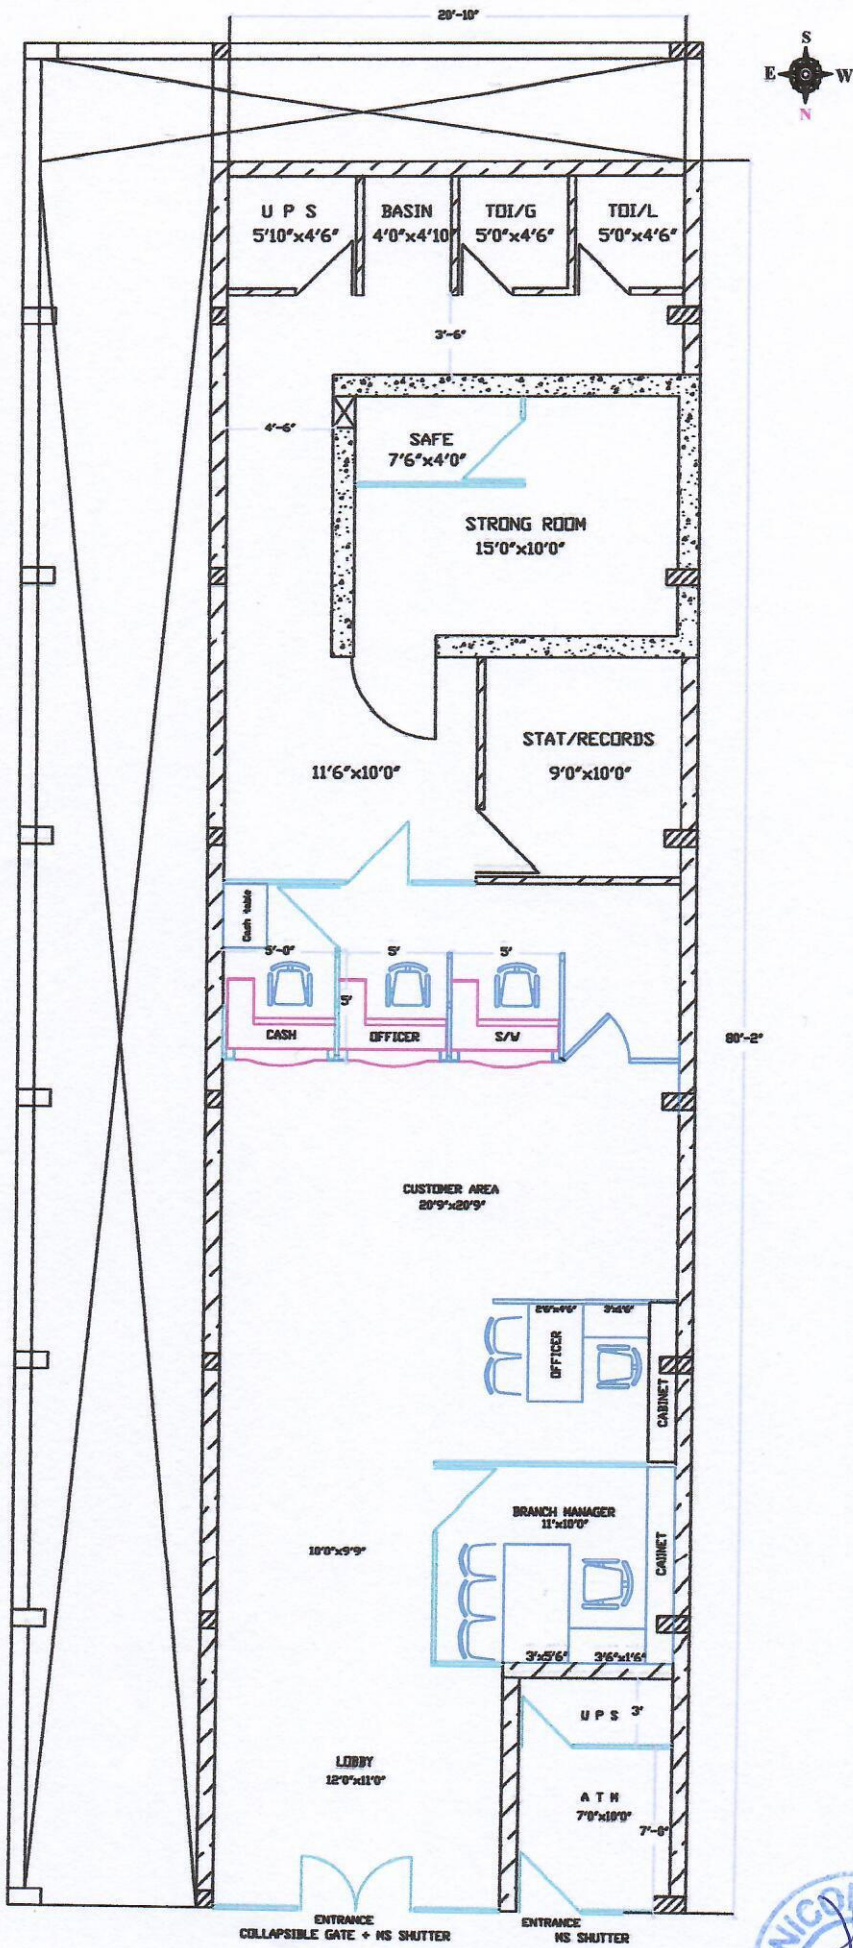 20'-10"
S
E W
N
U P S
5'10"x4'6"
BASIN
4'0"x4'10"
TOI/G
5'0"x4'6"
TOI/L
5'0"x4'6"
3'-6"
4'-6"
SAFE
7'6"x4'0"
STRONG ROOM
15'0"x10'0"
STAT/RECORDS
9'0"x10'0"
11'6"x10'0"
Cash table
5'-0"
5'
5'
5'
CASH
OFFICER
S/W
80'-2"
CUSTOMER AREA
20'9"x20'9"
2'6"x4'6"
3'x1'6"
OFFICER
CABINET
BRANCH MANAGER
11'x10'0"
CABINET
10'0"x9'9"
3'x5'6"
3'6"x1'6"
U P S 3'
LOBBY
12'0"x11'0"
A T M
7'0"x10'0"
ENTRANCE
COLLAPSIBLE GATE + MS SHUTTER
ENTRANCE
MS SHUTTER